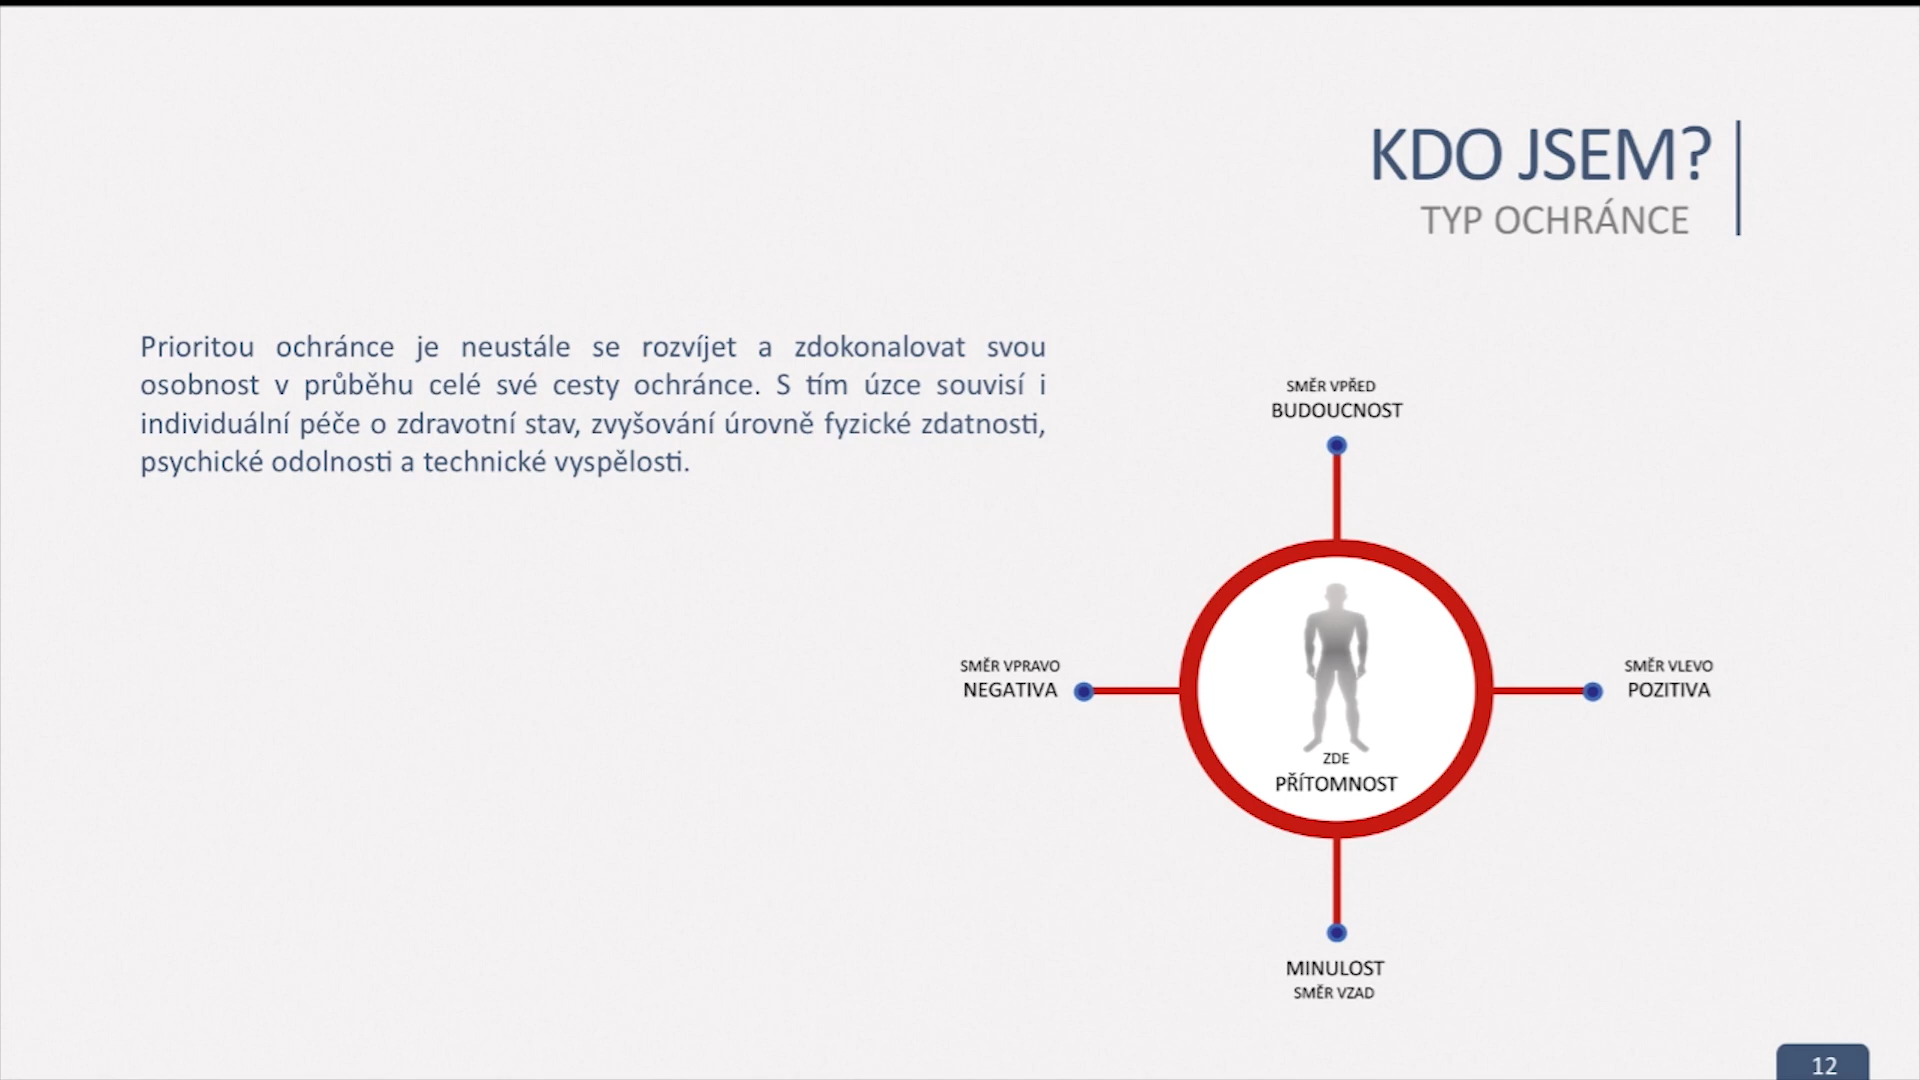 KDO JSEM?
TYP OCHRÁNCE
Prioritou ochránce je neustále se rozvíjet a zdokonalovat svou
osobnost v průběhu celé své cesty ochránce. S tím úzce souvisí i
individuální péče o zdravotní stav, zvyšování úrovně fyzické zdatnosti,
psychické odolnosti a technické vyspělosti.
SMĚR VPŘED
BUDOUCNOST
SMĚR VPRAVO
NEGATIVA
SMĚR VLEVO
POZITIVA
ZDE
PŘÍTOMNOST
MINULOST
SMĚR VZAD
12